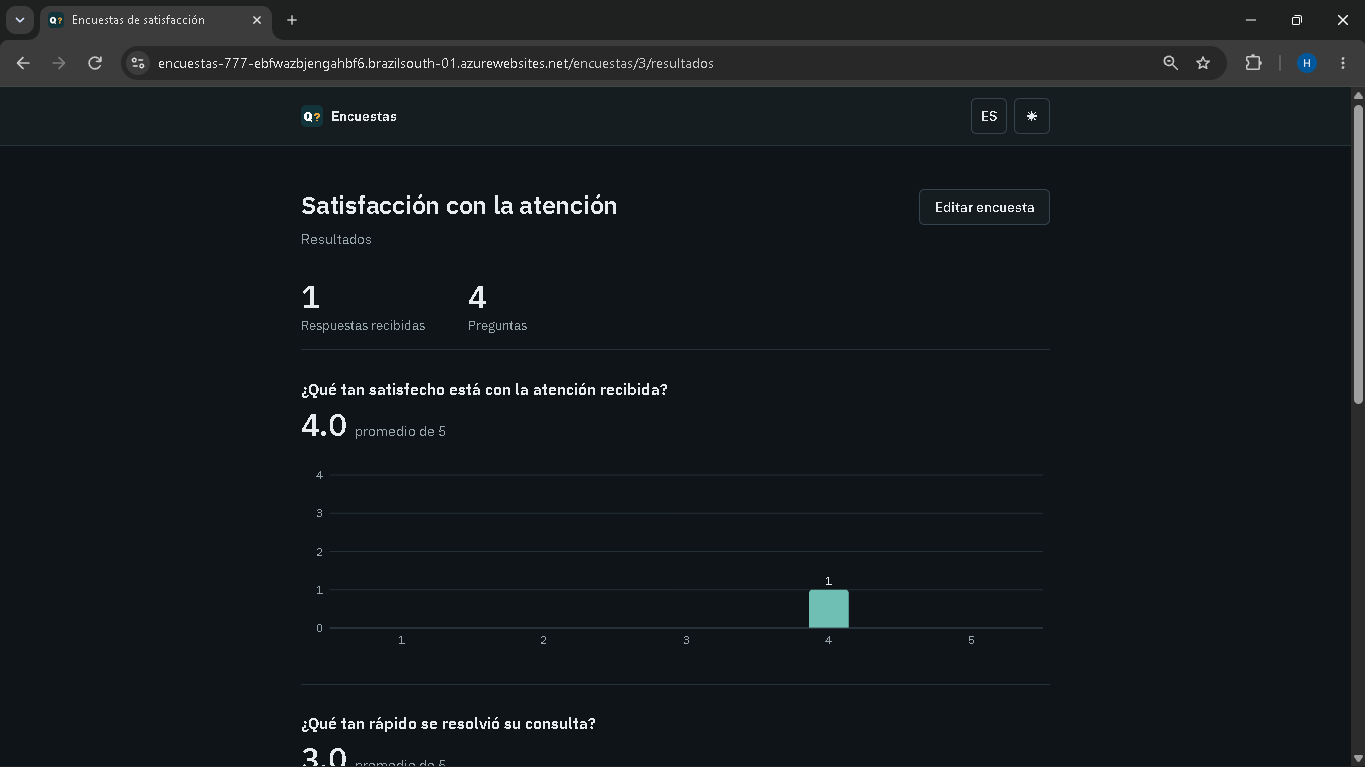 Q? Encuestas de satisfacción
encuestas-777-ebfwazbjengahbf6.brazilsouth-01.azurewebsites.net/encuestas/3/resultados
H
Q? Encuestas
ES
Satisfacción con la atención
Editar encuesta
Resultados
1
4
Respuestas recibidas
Preguntas
¿Qué tan satisfecho está con la atención recibida?
4.0 promedio de 5
4
3
2
1
1
0
1 2 3 4 5
¿Qué tan rápido se resolvió su consulta?
3.0 promedio de 5